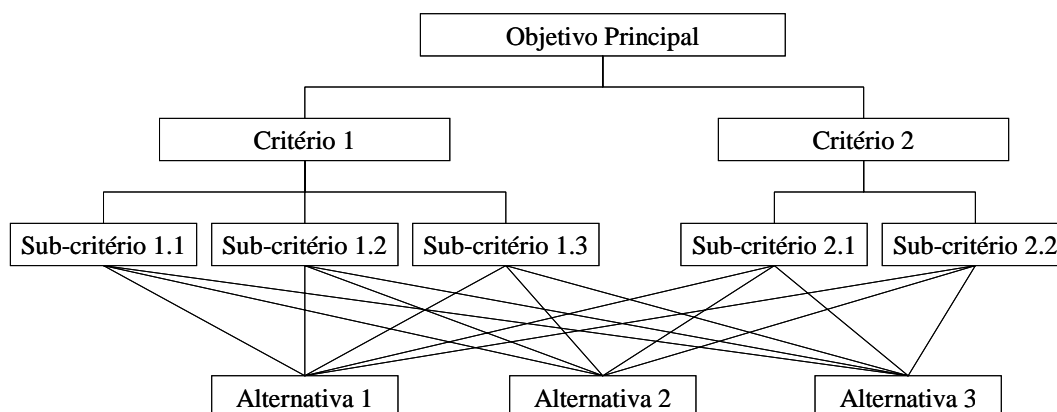 Objetivo Principal
Critério 1
Critério 2
Sub-critério 1.1
Sub-critério 1.2
Sub-critério 1.3
Sub-critério 2.1
Sub-critério 2.2
Alternativa 1
Alternativa 2
Alternativa 3